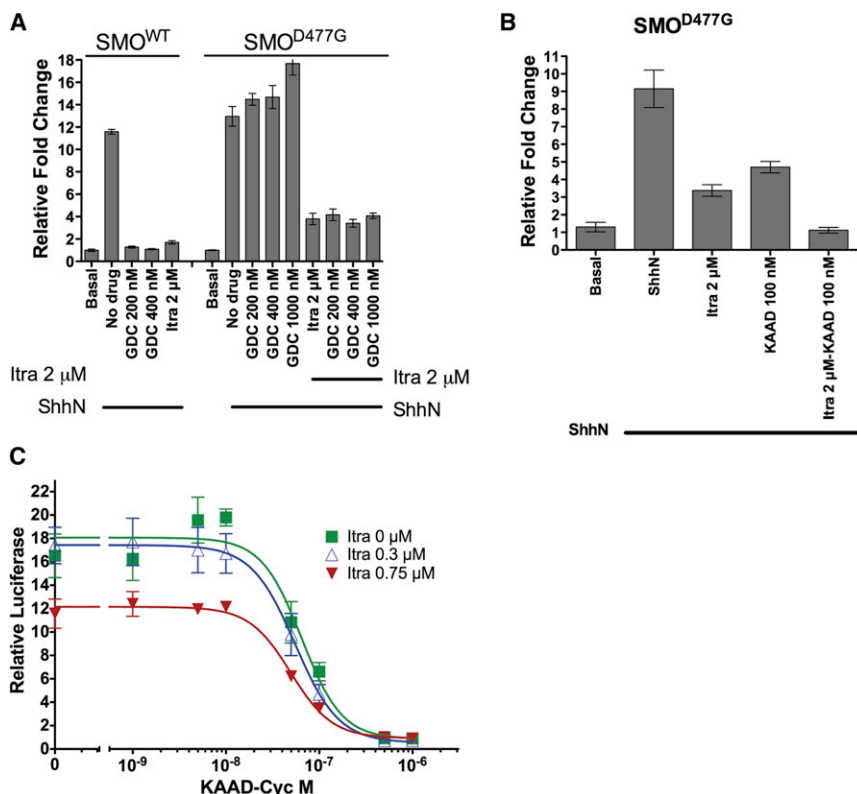 A
SMO^WT
SMO^D477G
Relative Fold Change
18
16
14
12
10
8
6
4
2
0
Basal
No drug
GDC 200 nM
GDC 400 nM
Itra 2 µM
Basal
No drug
GDC 200 nM
GDC 400 nM
GDC 1000 nM
Itra 2 µM
GDC 200 nM
GDC 400 nM
GDC 1000 nM
Itra 2 µM
Itra 2 µM
ShhN
ShhN
B
SMO^D477G
Relative Fold Change
11
10
9
8
7
6
5
4
3
2
1
0
Basal
ShhN
Itra 2 µM
KAAD 100 nM
Itra 2 µM-KAAD 100 nM
ShhN
C
Relative Luciferase
22
20
18
16
14
12
10
8
6
4
2
0
Itra 0 µM
Itra 0.3 µM
Itra 0.75 µM
0
10^-9
10^-8
10^-7
10^-6
KAAD-Cyc M